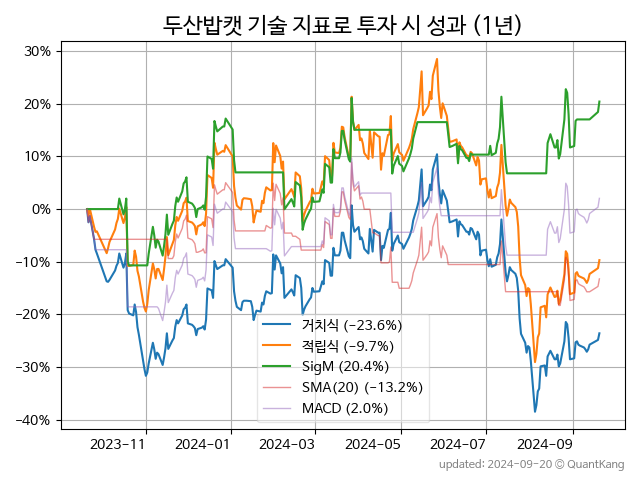 두산밥캣 기술 지표로 투자 시 성과 (1년)
30%
20%
10%
0%
−10%
−20%
−30%
−40%
거치식 (−23.6%)
적립식 (−9.7%)
SigM (20.4%)
SMA(20) (−13.2%)
MACD (2.0%)
2023-11
2024-01
2024-03
2024-05
2024-07
2024-09
updated: 2024-09-20 © QuantKang